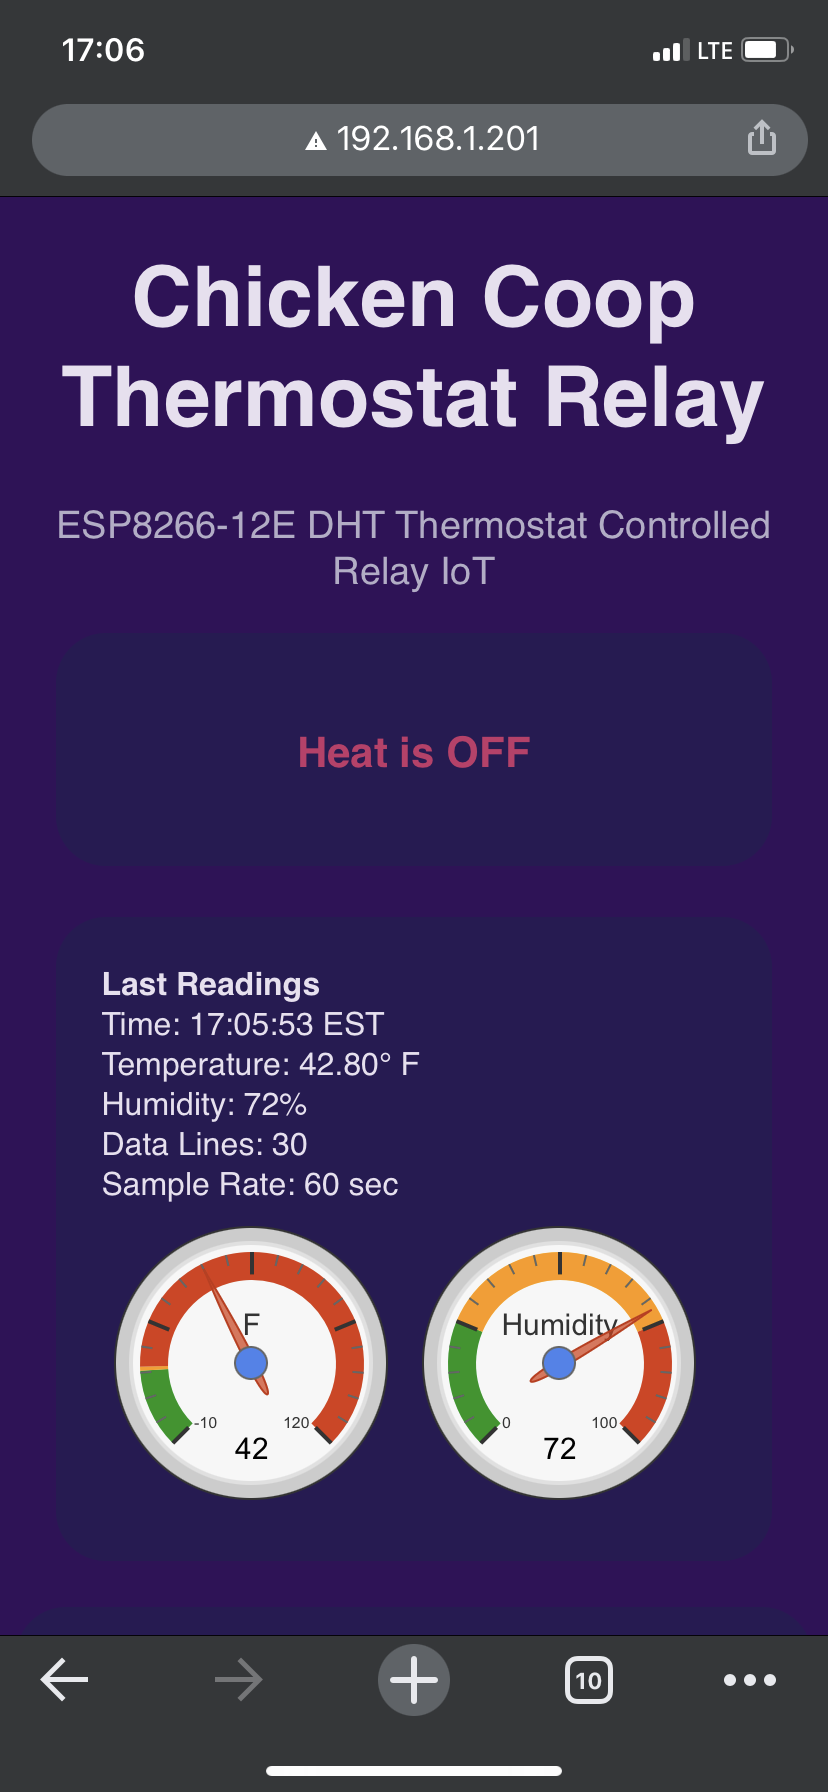 17:06
LTE
192.168.1.201
Chicken Coop
Thermostat Relay
ESP8266-12E DHT Thermostat Controlled
Relay IoT
Heat is OFF
Last Readings
Time: 17:05:53 EST
Temperature: 42.80° F
Humidity: 72%
Data Lines: 30
Sample Rate: 60 sec
F
-10
120
42
Humidity
0
100
72
10